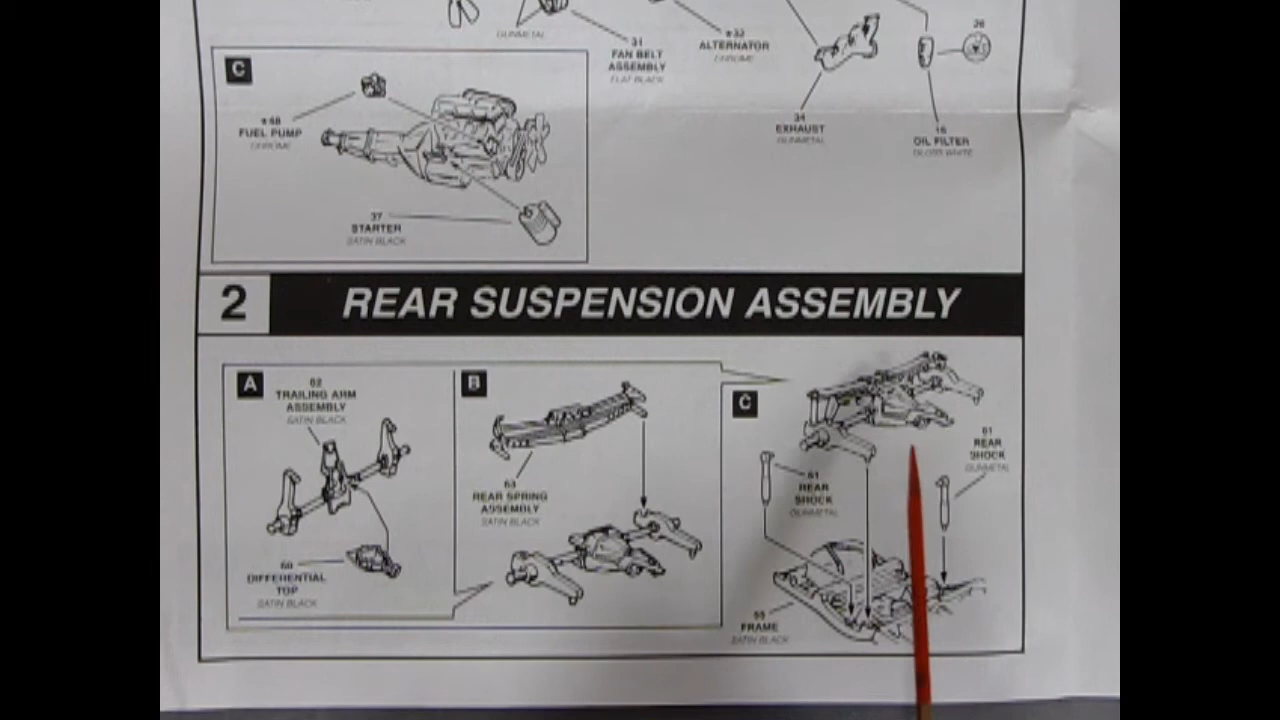 GUNMETAL
31
FAN BELT
ASSEMBLY
FLAT BLACK
★32
ALTERNATOR
CHROME
34
EXHAUST
GUNMETAL
26
16
OIL FILTER
GLOSS WHITE
C
★68
FUEL PUMP
CHROME
37
STARTER
SATIN BLACK
2 REAR SUSPENSION ASSEMBLY
A
62
TRAILING ARM
ASSEMBLY
SATIN BLACK
60
DIFFERENTIAL
TOP
SATIN BLACK
B
63
REAR SPRING
ASSEMBLY
SATIN BLACK
C
61
REAR
SHOCK
GUNMETAL
61
REAR
SHOCK
GUNMETAL
55
FRAME
SATIN BLACK